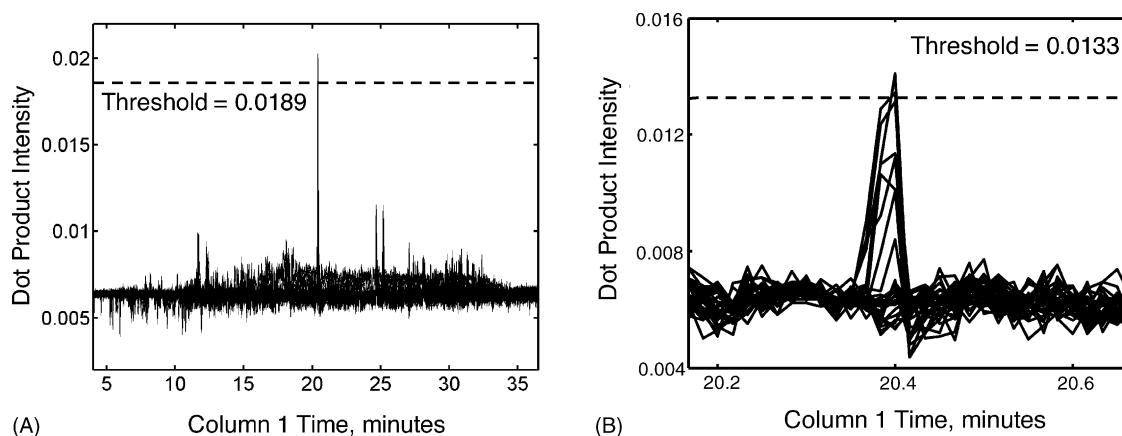 0.02
0.015
0.01
0.005
Threshold = 0.0189
5 10 15 20 25 30 35
Dot Product Intensity
Column 1 Time, minutes
(A)
0.016
0.012
0.008
0.004
Threshold = 0.0133
20.2 20.4 20.6
Dot Product Intensity
Column 1 Time, minutes
(B)